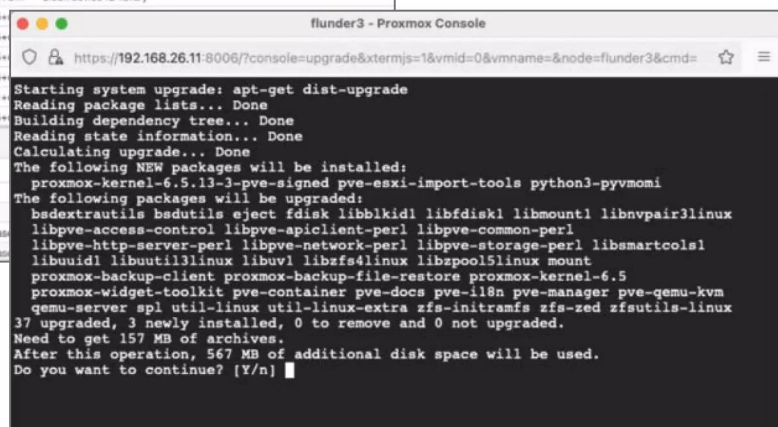 flunder3 - Proxmox Console
https://192.168.26.11:8006/?console=upgrade&xtermjs=1&vmid=0&vmname=&node=flunder3&cmd=
Starting system upgrade: apt-get dist-upgrade
Reading package lists... Done
Building dependency tree... Done
Reading state information... Done
Calculating upgrade... Done
The following NEW packages will be installed:
proxmox-kernel-6.5.13-3-pve-signed pve-esxi-import-tools python3-pyvmomi
The following packages will be upgraded:
bsdextrautils bsdutils eject fdisk libblkid1 libfdisk1 libmount1 libnvpair3linux
libpve-access-control libpve-apiclient-perl libpve-common-perl
libpve-http-server-perl libpve-network-perl libpve-storage-perl libsmartcols1
libuuid1 libuutil3linux libuv1 libzfs4linux libzpool5linux mount
proxmox-backup-client proxmox-backup-file-restore proxmox-kernel-6.5
proxmox-widget-toolkit pve-container pve-docs pve-i18n pve-manager pve-qemu-kvm
qemu-server spl util-linux util-linux-extra zfs-initramfs zfs-zed zfsutils-linux
37 upgraded, 3 newly installed, 0 to remove and 0 not upgraded.
Need to get 157 MB of archives.
After this operation, 567 MB of additional disk space will be used.
Do you want to continue? [Y/n]